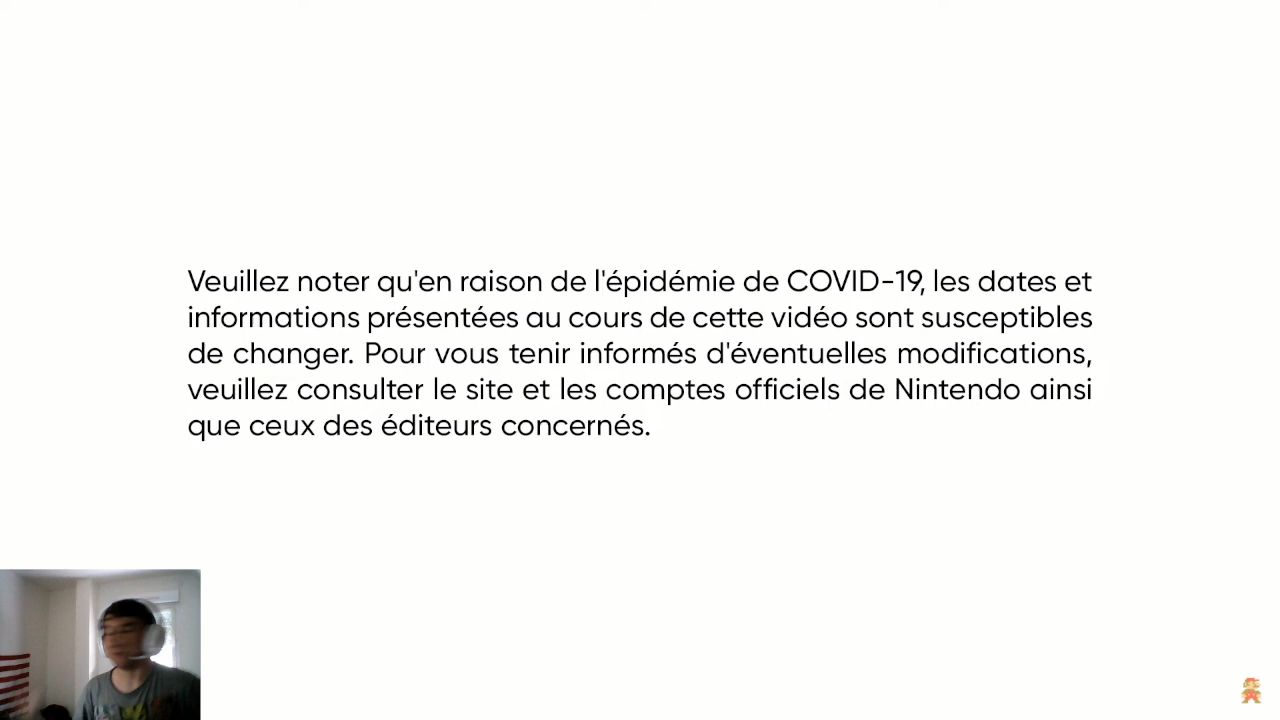 Veuillez noter qu'en raison de l'épidémie de COVID-19, les dates et
informations présentées au cours de cette vidéo sont susceptibles
de changer. Pour vous tenir informés d'éventuelles modifications,
veuillez consulter le site et les comptes officiels de Nintendo ainsi
que ceux des éditeurs concernés.